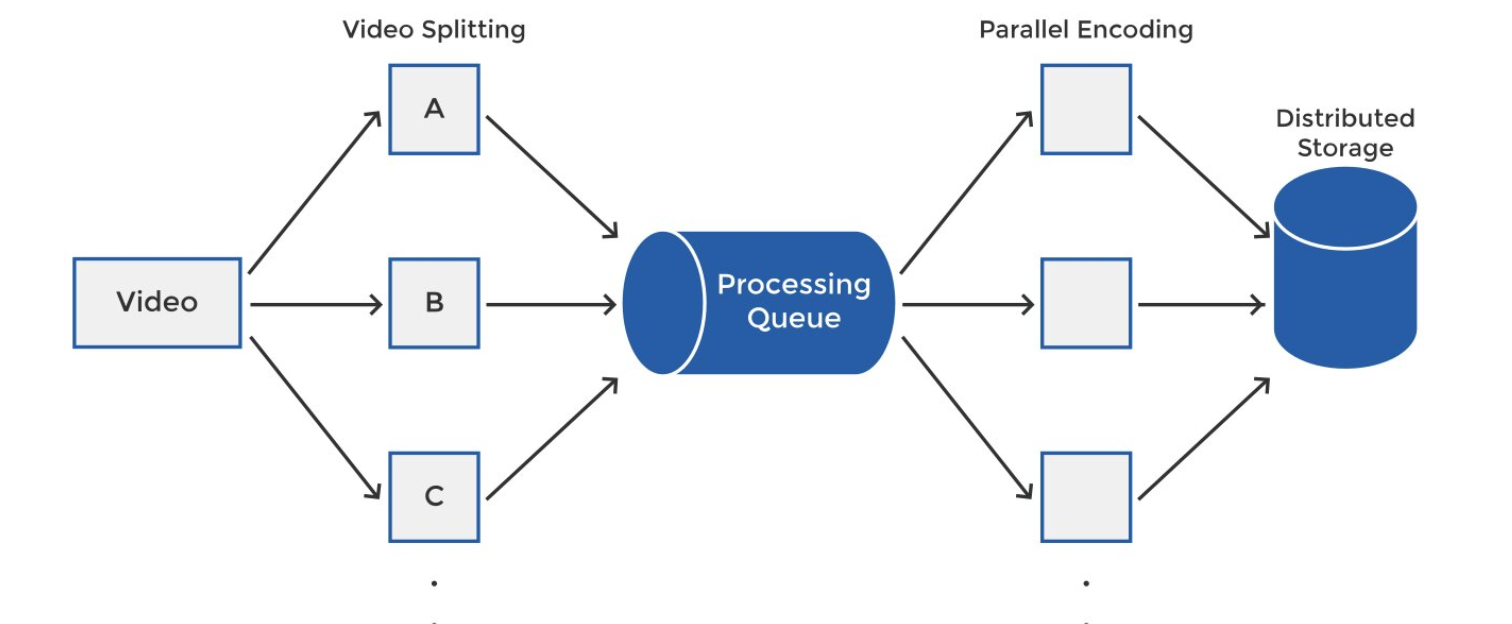 Video Splitting
Parallel Encoding
A
Distributed
Storage
Video
B
Processing
Queue
C